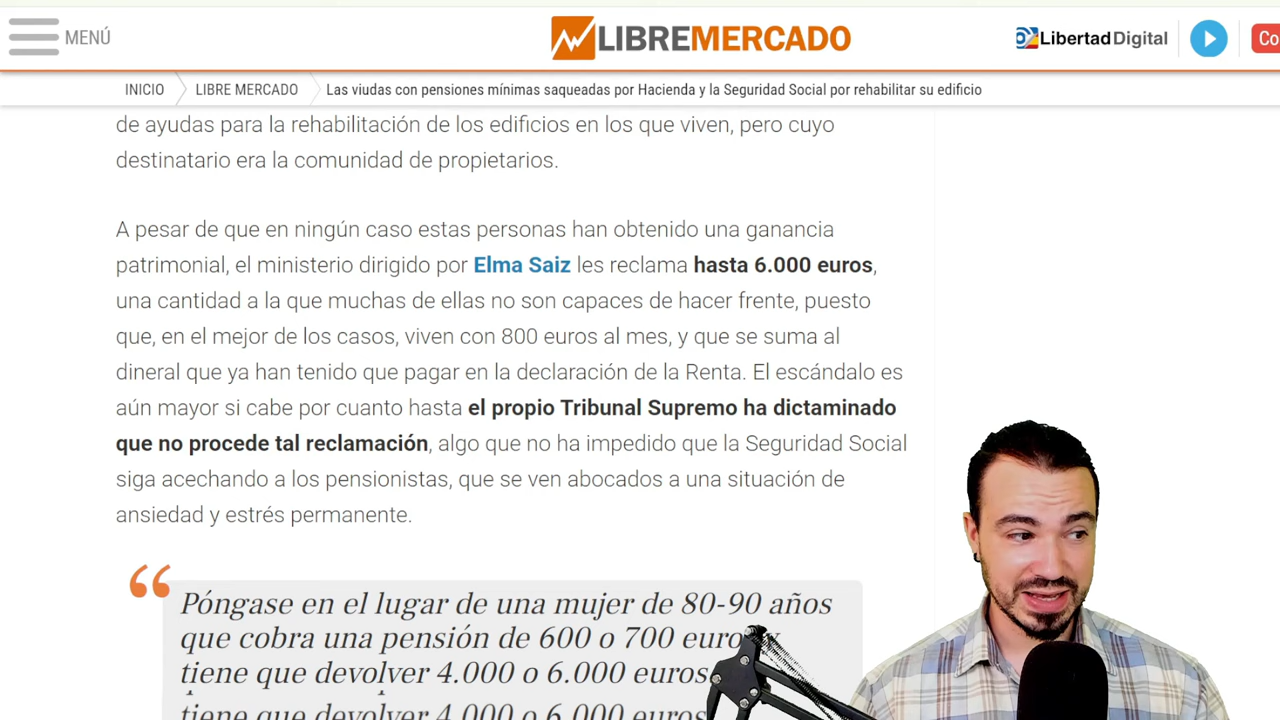 MENÚ
LIBREMERCADO
Libertad Digital
Co
INICIO
LIBRE MERCADO
Las viudas con pensiones mínimas saqueadas por Hacienda y la Seguridad Social por rehabilitar su edificio
de ayudas para la rehabilitación de los edificios en los que viven, pero cuyo
destinatario era la comunidad de propietarios.
A pesar de que en ningún caso estas personas han obtenido una ganancia
patrimonial, el ministerio dirigido por Elma Saiz les reclama hasta 6.000 euros,
una cantidad a la que muchas de ellas no son capaces de hacer frente, puesto
que, en el mejor de los casos, viven con 800 euros al mes, y que se suma al
dineral que ya han tenido que pagar en la declaración de la Renta. El escándalo es
aún mayor si cabe por cuanto hasta el propio Tribunal Supremo ha dictaminado
que no procede tal reclamación, algo que no ha impedido que la Seguridad Social
siga acechando a los pensionistas, que se ven abocados a una situación de
ansiedad y estrés permanente.
“ Póngase en el lugar de una mujer de 80-90 años
que cobra una pensión de 600 o 700 euros y
tiene que devolver 4.000 o 6.000 euros
tiene que devolver 4.000 o 6.000 euros